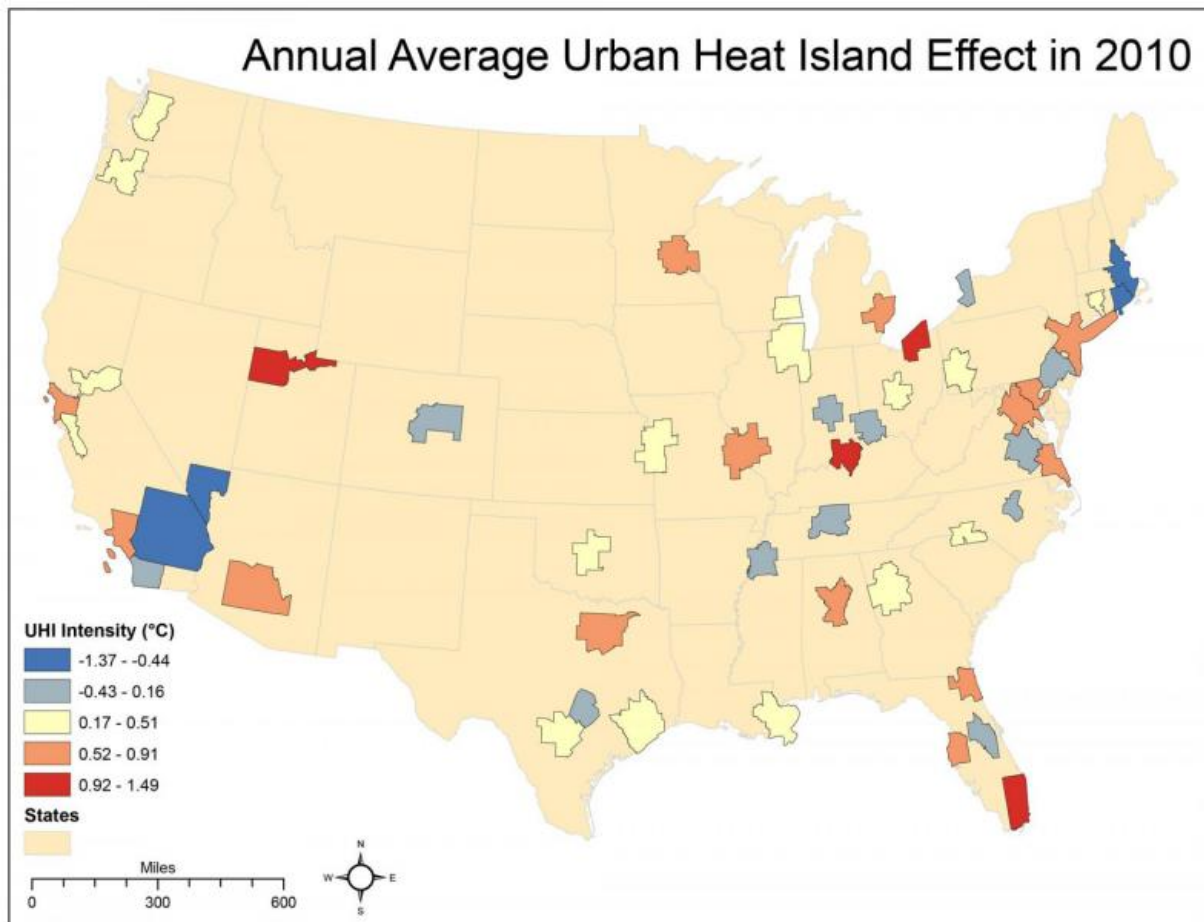 Annual Average Urban Heat Island Effect in 2010
UHI Intensity (°C)
-1.37 - -0.44
-0.43 - 0.16
0.17 - 0.51
0.52 - 0.91
0.92 - 1.49
States
Miles
0 300 600
N
W E
S